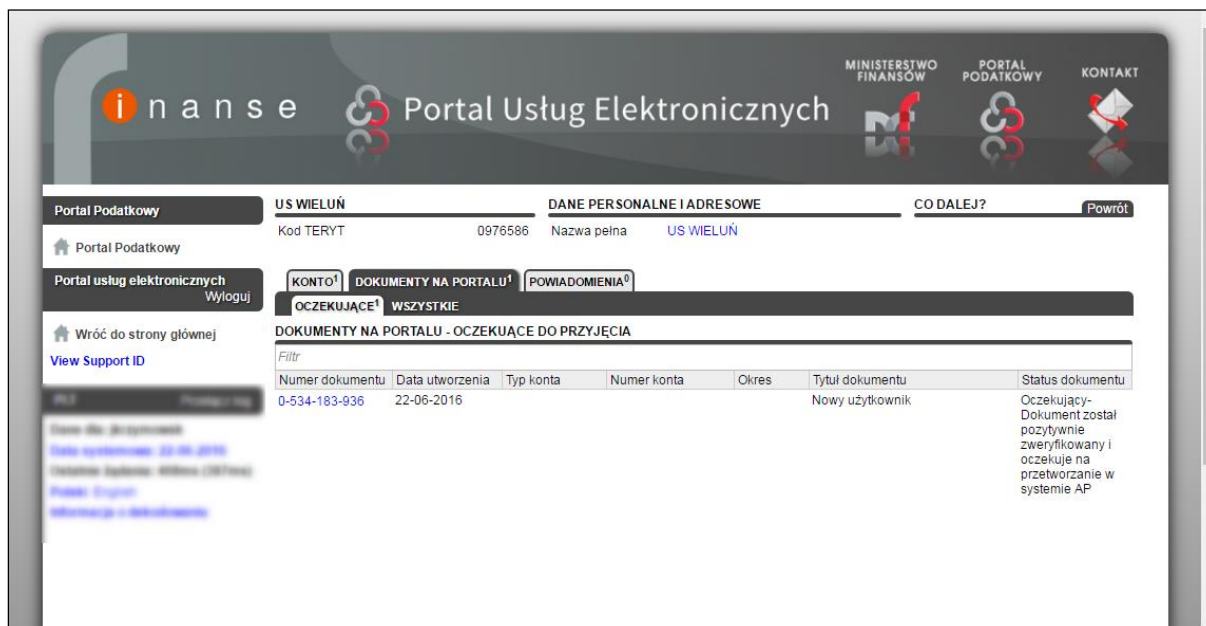 MINISTERSTWO FINANSÓW
PORTAL PODATKOWY
KONTAKT
inanse
Portal Usług Elektronicznych
Portal Podatkowy
Portal Podatkowy
Portal usług elektronicznych
Wyloguj
Wróć do strony głównej
View Support ID
US WIELUŃ
DANE PERSONALNE I ADRESOWE
CO DALEJ?
Powrót
Kod TERYT 0976586 Nazwa pełna US WIELUŃ
KONTO1 DOKUMENTY NA PORTALU1 POWIADOMIENIA0
OCZEKUJĄCE1 WSZYSTKIE
DOKUMENTY NA PORTALU - OCZEKUĄCE DO PRZYJĘCIA
Filtr
Numer dokumentu Data utworzenia Typ konta Numer konta Okres Tytuł dokumentu Status dokumentu
0-534-183-936 22-06-2016 Nowy użytkownik Oczekujący-
Dokument został
pozytywnie
zweryfikowany i
oczekuje na
przetworzanie w
systemie AP